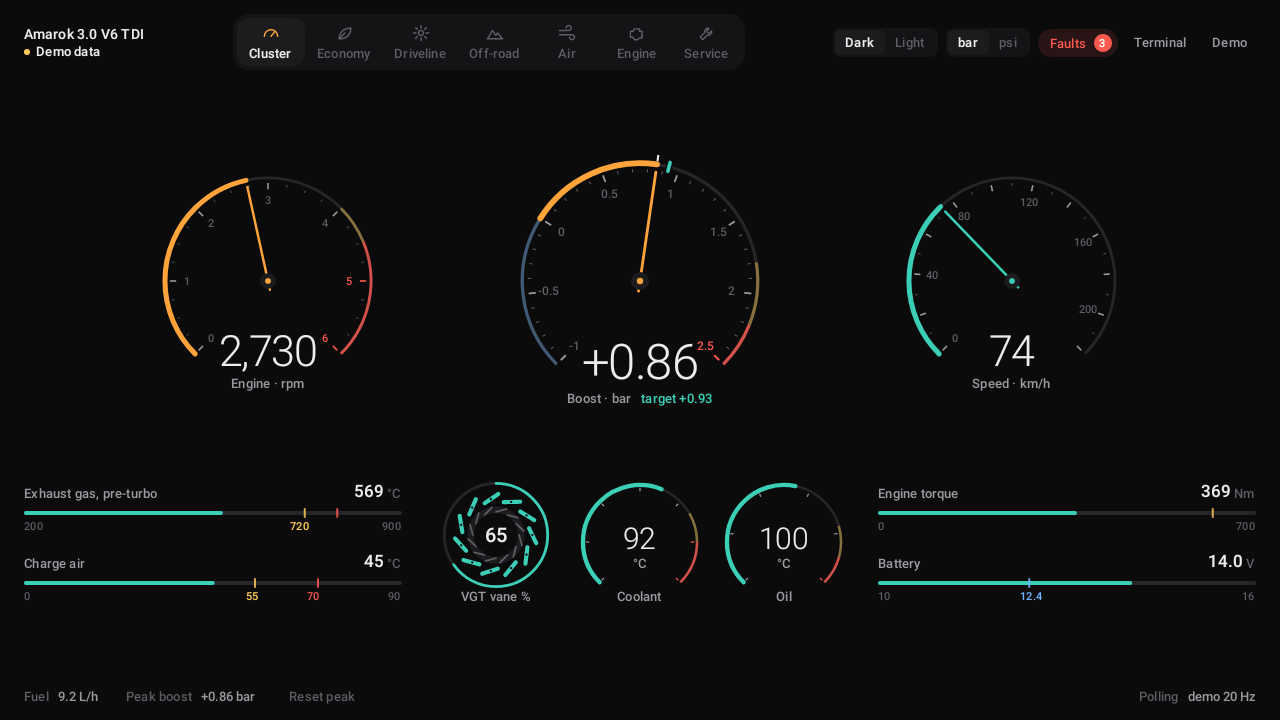 Amarok 3.0 V6 TDI
Demo data
Cluster
Economy
Driveline
Off-road
Air
Engine
Service
Dark Light
bar psi
Faults 3
Terminal
Demo
0
1
2
3
4
5
6
2,730
Engine · rpm
-1
-0.5
0
0.5
1
1.5
2
2.5
+0.86
Boost · bar target +0.93
0
40
80
120
160
200
74
Speed · km/h
Exhaust gas, pre-turbo 569 °C
200 720 900
Charge air 45 °C
0 55 70 90
65
VGT vane %
92
°C
Coolant
100
°C
Oil
Engine torque 369 Nm
0 700
Battery 14.0 V
10 12.4 16
Fuel 9.2 L/h Peak boost +0.86 bar Reset peak
Polling demo 20 Hz